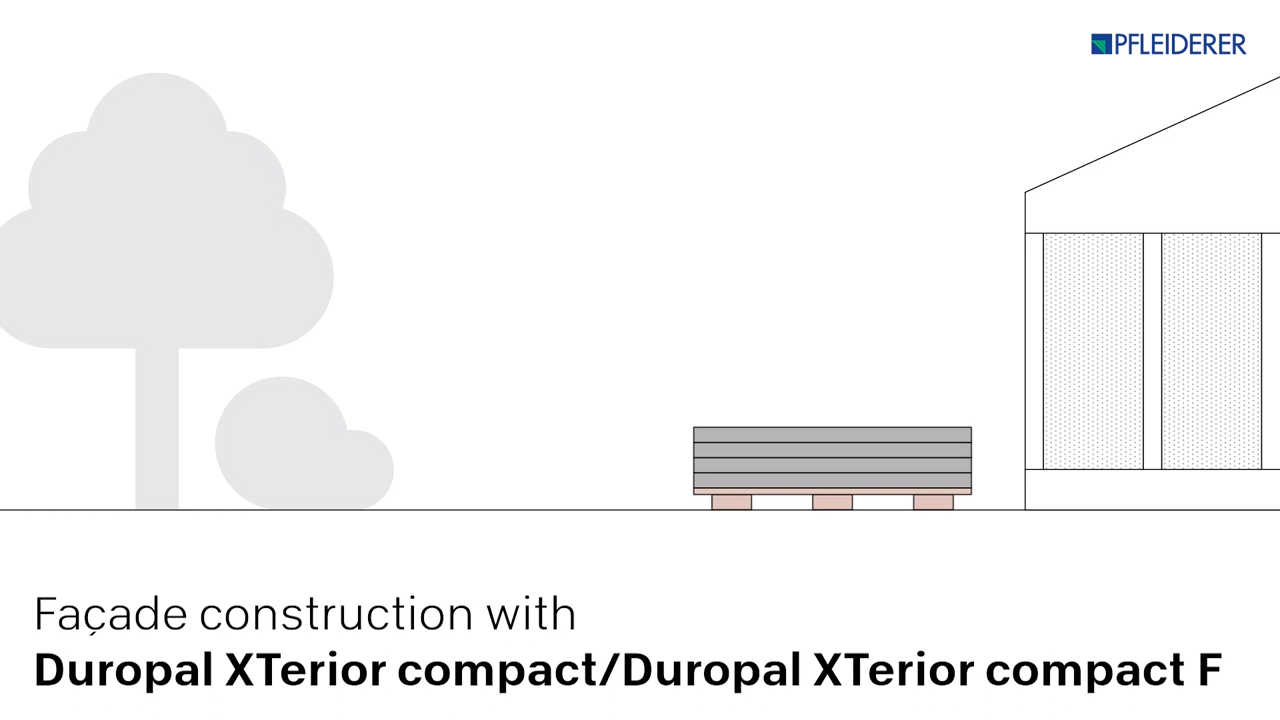 PFLEIDERER
Façade construction with
Duropal XTerior compact/Duropal XTerior compact F